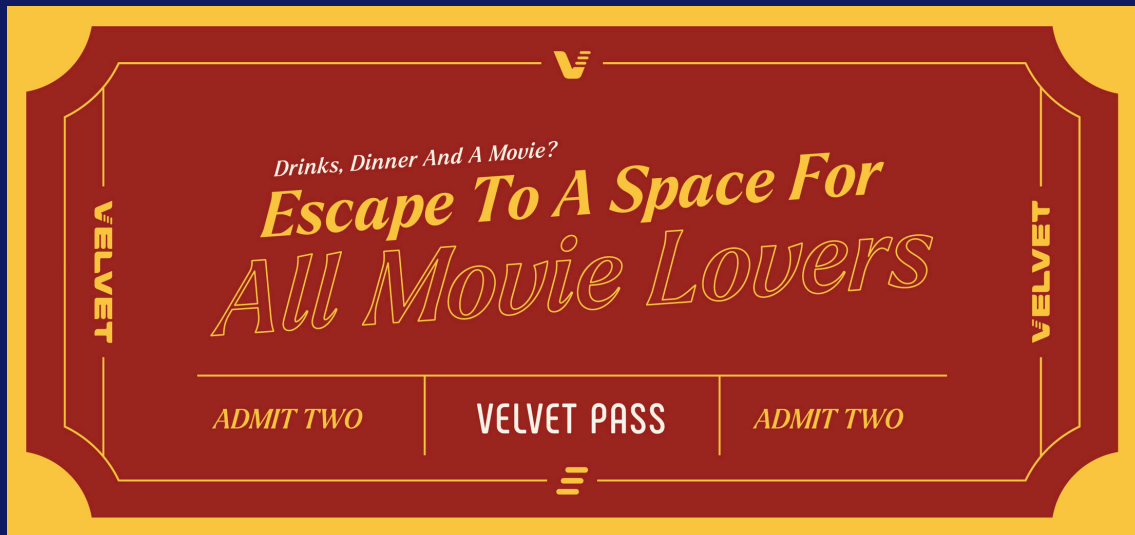 V
Drinks, Dinner And A Movie?
Escape To A Space For
All Movie Lovers
VELVET
VELVET
ADMIT TWO
VELVET PASS
ADMIT TWO